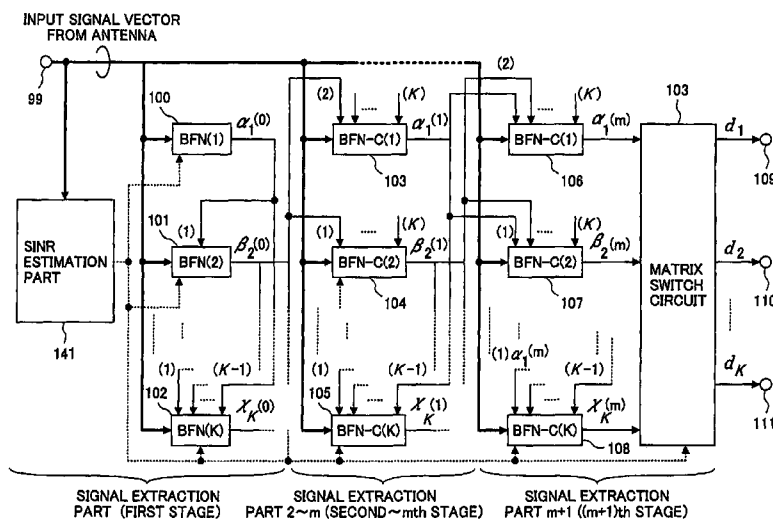 INPUT SIGNAL VECTOR
FROM ANTENNA
99
100
BFN(1)
α1(0)
(2)
.....
(K)
BFN-C(1)
α1(1)
103
(2)
.....
(K)
BFN-C(1)
α1(m)
106
103
d1
109
SINR
ESTIMATION
PART
141
101
(1)
BFN(2)
β2(0)
(1)
.....
(K)
BFN-C(2)
β2(1)
104
(1)
.....
(K)
BFN-C(2)
β2(m)
107
MATRIX
SWITCH
CIRCUIT
d2
110
(1)
.....
(K-1)
102
BFN(K)
χK(0)
(1)
.....
(K-1)
105
BFN-C(K)
χK(1)
(1)α1(m)
.....
(K-1)
BFN-C(K)
χK(m)
108
dK
111
SIGNAL EXTRACTION
PART (FIRST STAGE)
SIGNAL EXTRACTION
PART 2~m (SECOND~mth STAGE)
SIGNAL EXTRACTION
PART m+1 ((m+1)th STAGE)